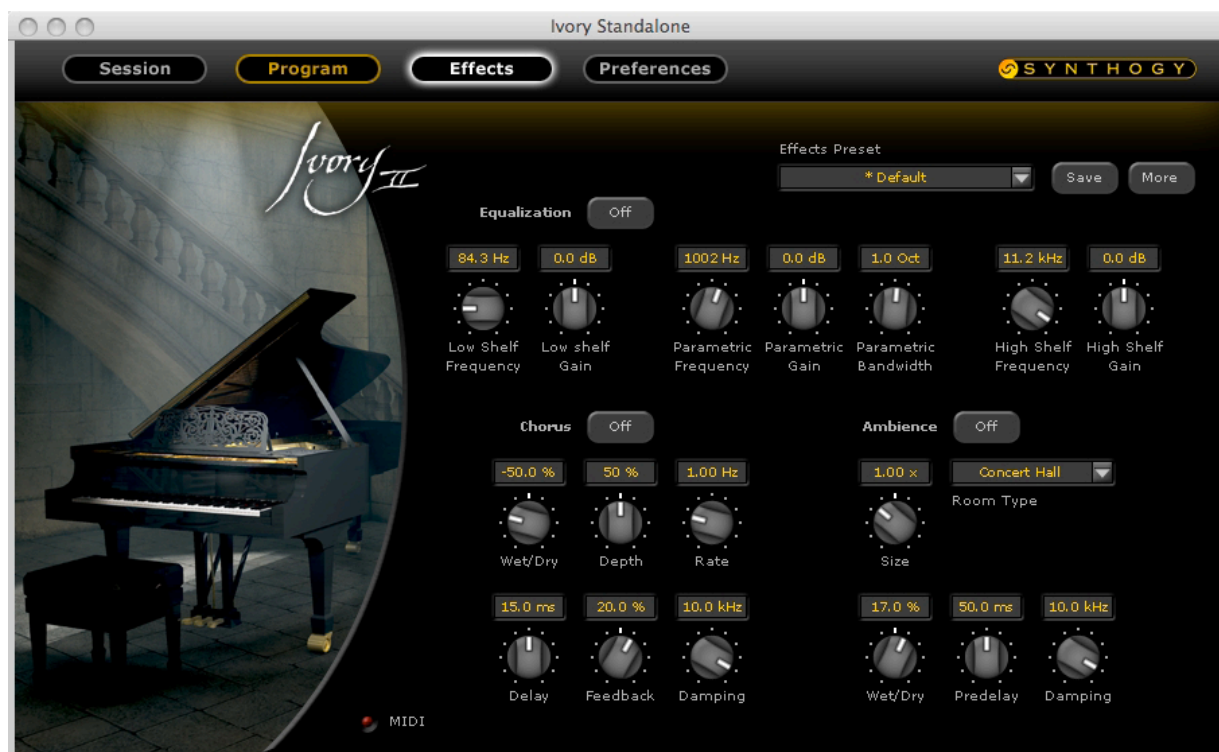 Ivory Standalone
Session Program Effects Preferences SYNTHOGY
Ivory II
Effects Preset
* Default Save More
Equalization Off
84.3 Hz 0.0 dB 1002 Hz 0.0 dB 1.0 Oct 11.2 kHz 0.0 dB
Low Shelf Low shelf Parametric Parametric Parametric High Shelf High Shelf
Frequency Gain Frequency Gain Bandwidth Frequency Gain
Chorus Off Ambience Off
-50.0 % 50 % 1.00 Hz 1.00 x Concert Hall
Room Type
Wet/Dry Depth Rate Size
15.0 ms 20.0 % 10.0 kHz 17.0 % 50.0 ms 10.0 kHz
Delay Feedback Damping Wet/Dry Predelay Damping
MIDI